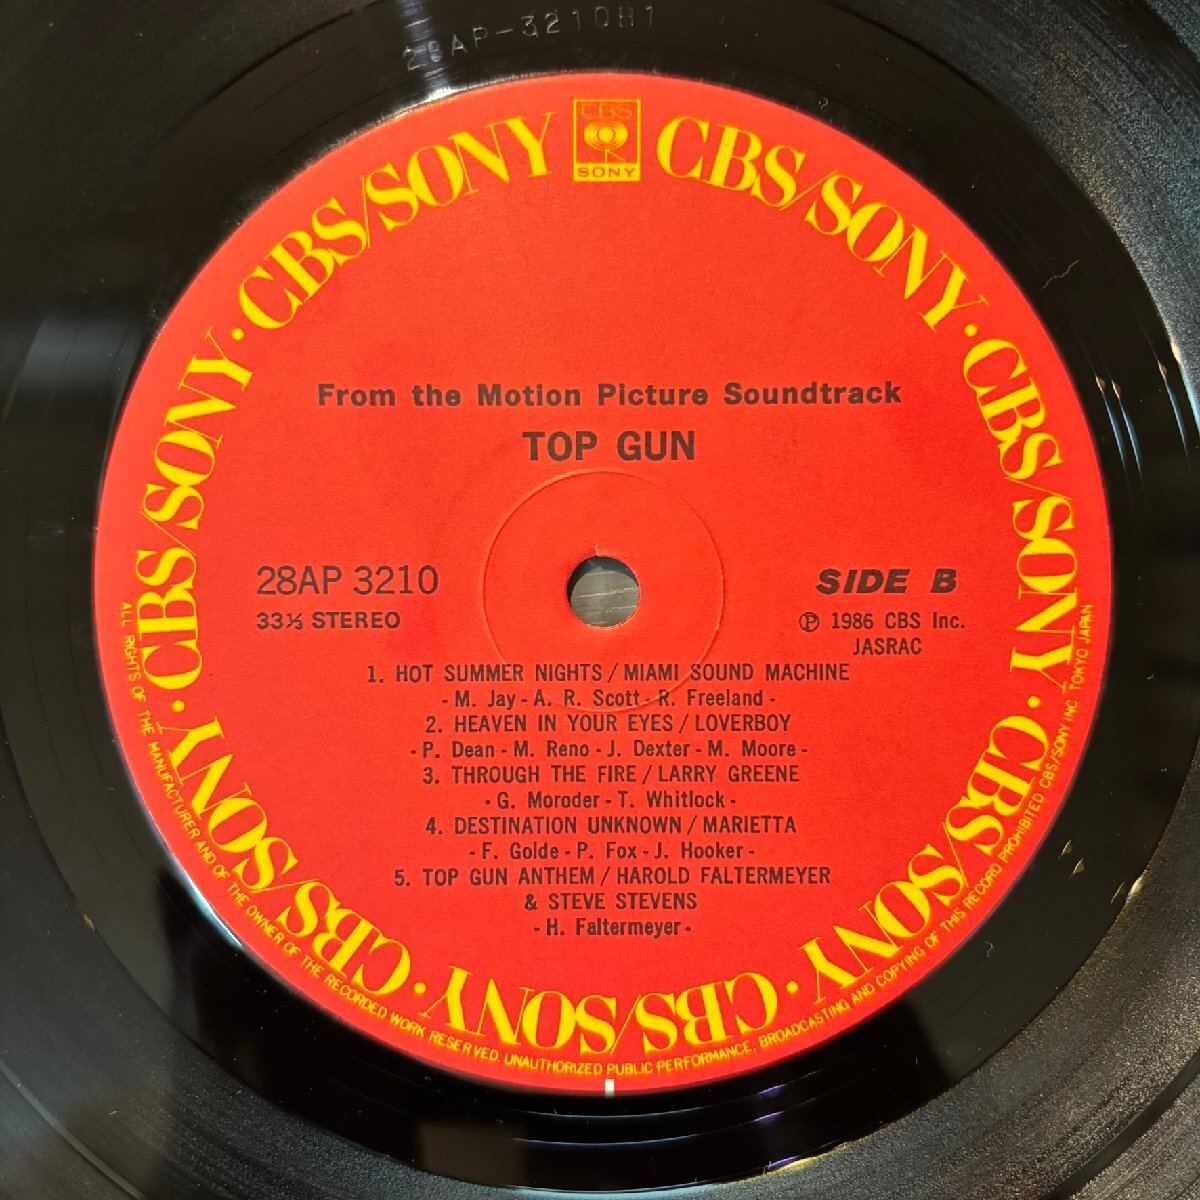 28AP-3210B1
CBS
SONY
CBS/SONY · CBS/SONY · CBS/SONY · CBS/SONY · CBS/SONY · CBS/SONY · CBS/SONY · CBS/SONY
From the Motion Picture Soundtrack
TOP GUN
28AP 3210
33⅓ STEREO
SIDE B
Ⓟ 1986 CBS Inc.
JASRAC
1. HOT SUMMER NIGHTS / MIAMI SOUND MACHINE
- M. Jay - A. R. Scott - R. Freeland -
2. HEAVEN IN YOUR EYES / LOVERBOY
- P. Dean - M. Reno - J. Dexter - M. Moore -
3. THROUGH THE FIRE / LARRY GREENE
- G. Moroder - T. Whitlock -
4. DESTINATION UNKNOWN / MARIETTA
- F. Golde - P. Fox - J. Hooker -
5. TOP GUN ANTHEM / HAROLD FALTERMEYER
& STEVE STEVENS
- H. Faltermeyer -
ALL RIGHTS OF THE MANUFACTURER AND OF THE OWNER OF THE RECORDED WORK RESERVED. UNAUTHORIZED PUBLIC PERFORMANCE, BROADCASTING AND COPYING OF THIS RECORD PROHIBITED CBS/SONY INC TOKYO JAPAN